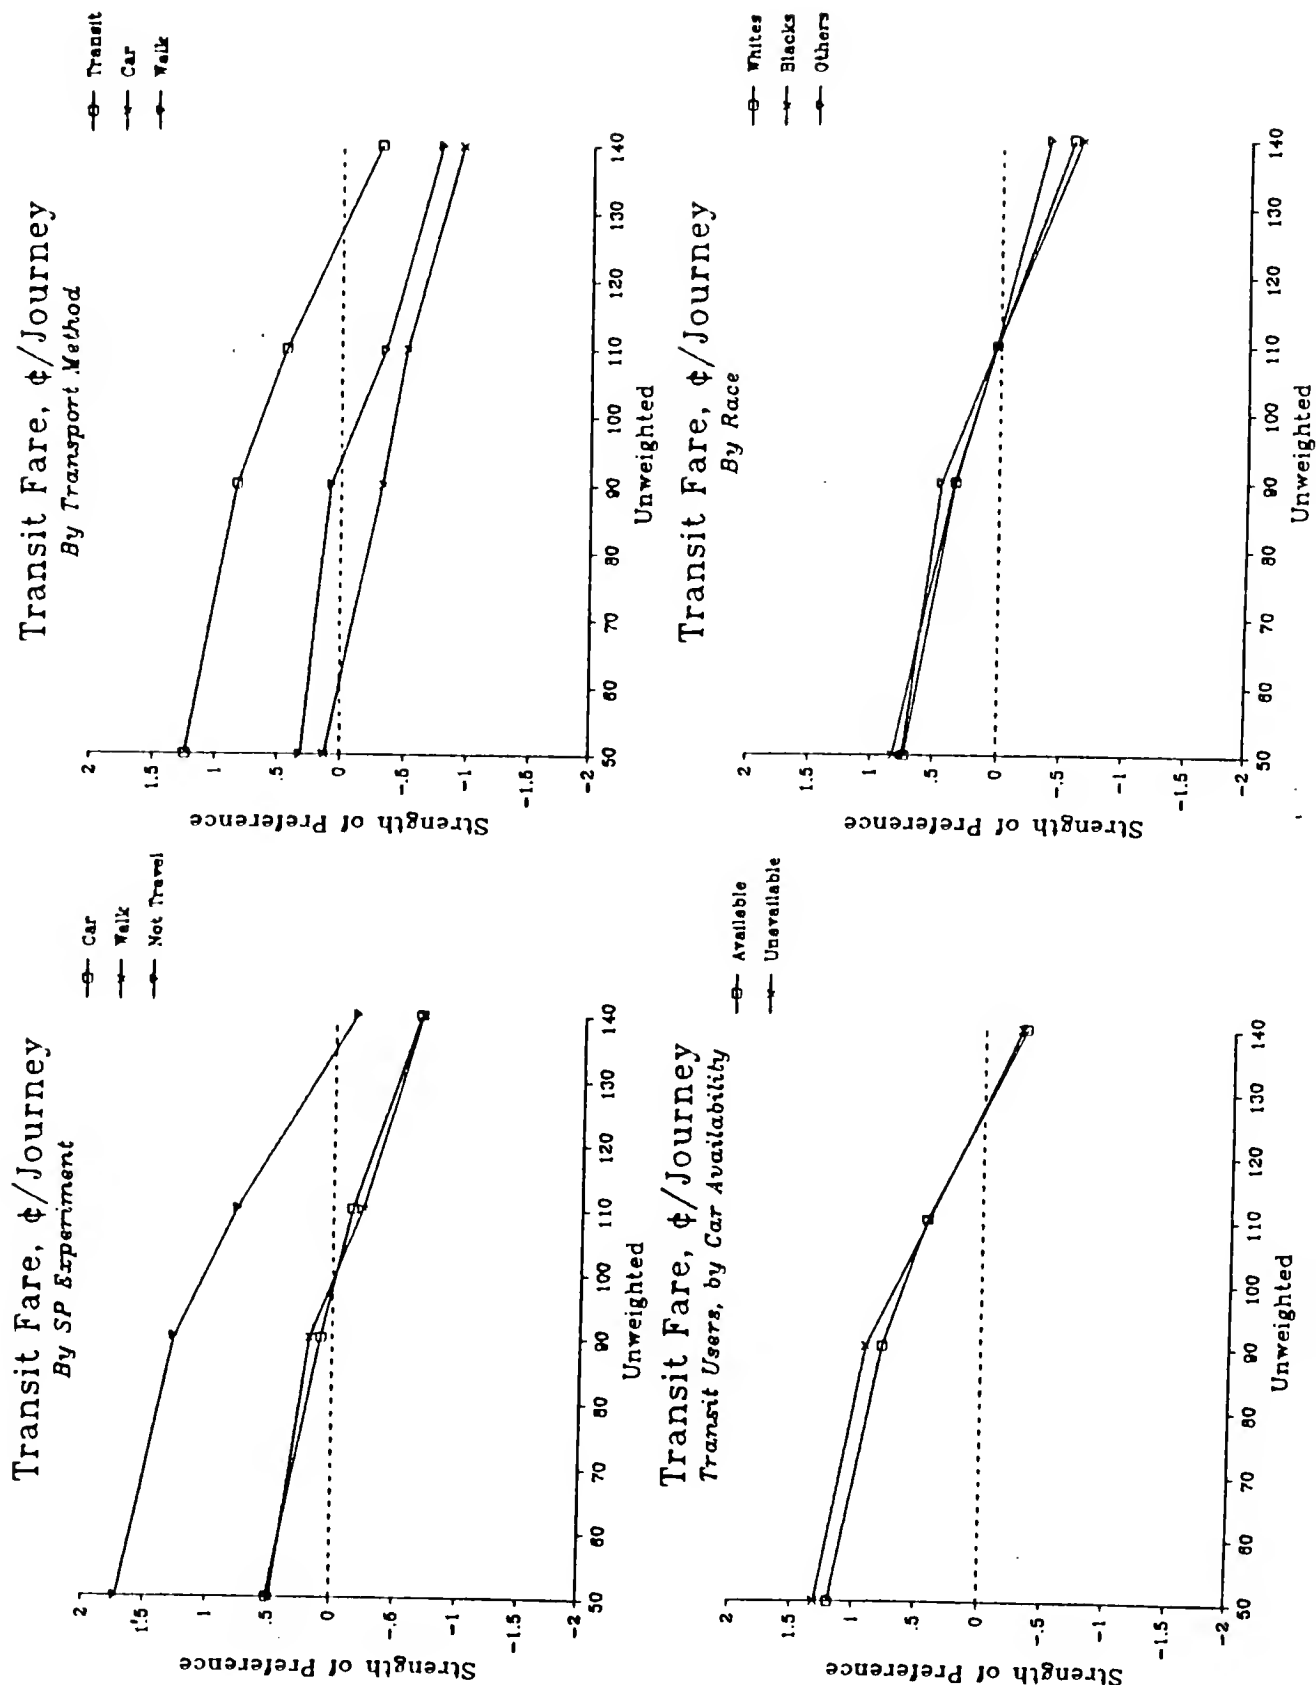 Transit Fare, ¢/Journey
By SP Experiment
Car
Walk
Not Travel
Strength of Preference
2
1.5
1
.5
0
-.5
-1
-1.5
-2
50 60 70 80 90 100 110 120 130 140
Unweighted
Transit Fare, ¢/Journey
By Transport Method
Transit
Car
Walk
Strength of Preference
2
1.5
1
.5
0
-.5
-1
-1.5
-2
50 60 70 80 90 100 110 120 130 140
Unweighted
Transit Fare, ¢/Journey
Transit Users, by Car Availability
Available
Unavailable
Strength of Preference
2
1.5
1
.5
0
-.5
-1
-1.5
-2
50 60 70 80 90 100 110 120 130 140
Unweighted
Transit Fare, ¢/Journey
By Race
Whites
Blacks
Others
Strength of Preference
2
1.5
1
.5
0
-.5
-1
-1.5
-2
50 60 70 80 90 100 110 120 130 140
Unweighted